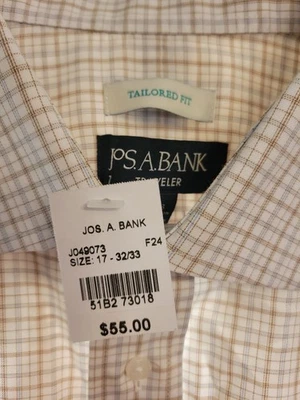 TAILORED FIT
JOS. A. BANK
TRAVELER
JOS. A. BANK
J049073 F24
SIZE: 17 - 32/33
51B2 73018
$55.00